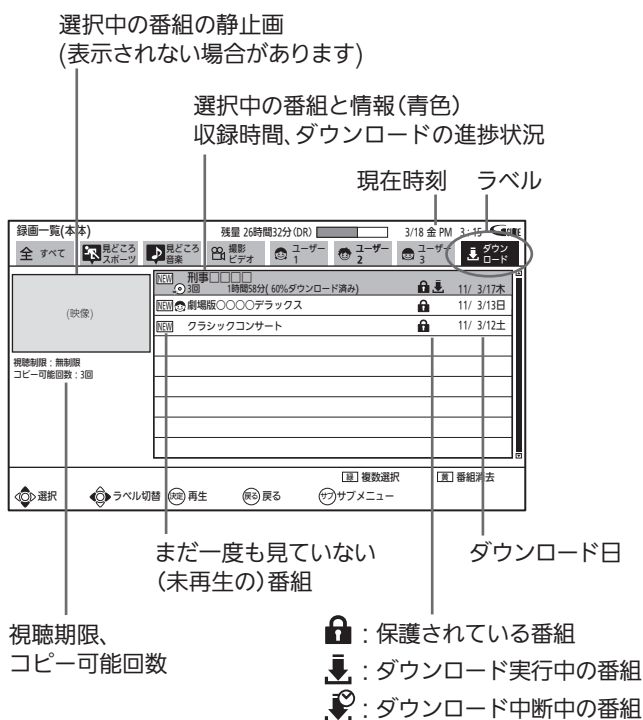 選択中の番組の静止画
(表示されない場合があります)
選択中の番組と情報(青色)
収録時間、ダウンロードの進捗状況
現在時刻 ラベル
録画一覧(本体) 残量 26時間32分(DR) 3/18 金 PM 3:15
全 すべて 見どころ スポーツ 見どころ 音楽 撮影 ビデオ ユーザー 1 ユーザー 2 ユーザー 3 ダウンロード
(映像)
NEW 刑事□□□□
3回 1時間58分( 60%ダウンロード済み) 11/ 3/17木
NEW 劇場版○○○○デラックス 11/ 3/13日
NEW クラシックコンサート 11/ 3/12土
視聴制限:無制限
コピー可能回数:3回
緑 複数選択 黄 番組消去
選択 ラベル切替 決定 再生 戻る 戻る サブ サブメニュー
まだ一度も見ていない
(未再生の)番組
ダウンロード日
視聴期限、
コピー可能回数
:保護されている番組
:ダウンロード実行中の番組
:ダウンロード中断中の番組